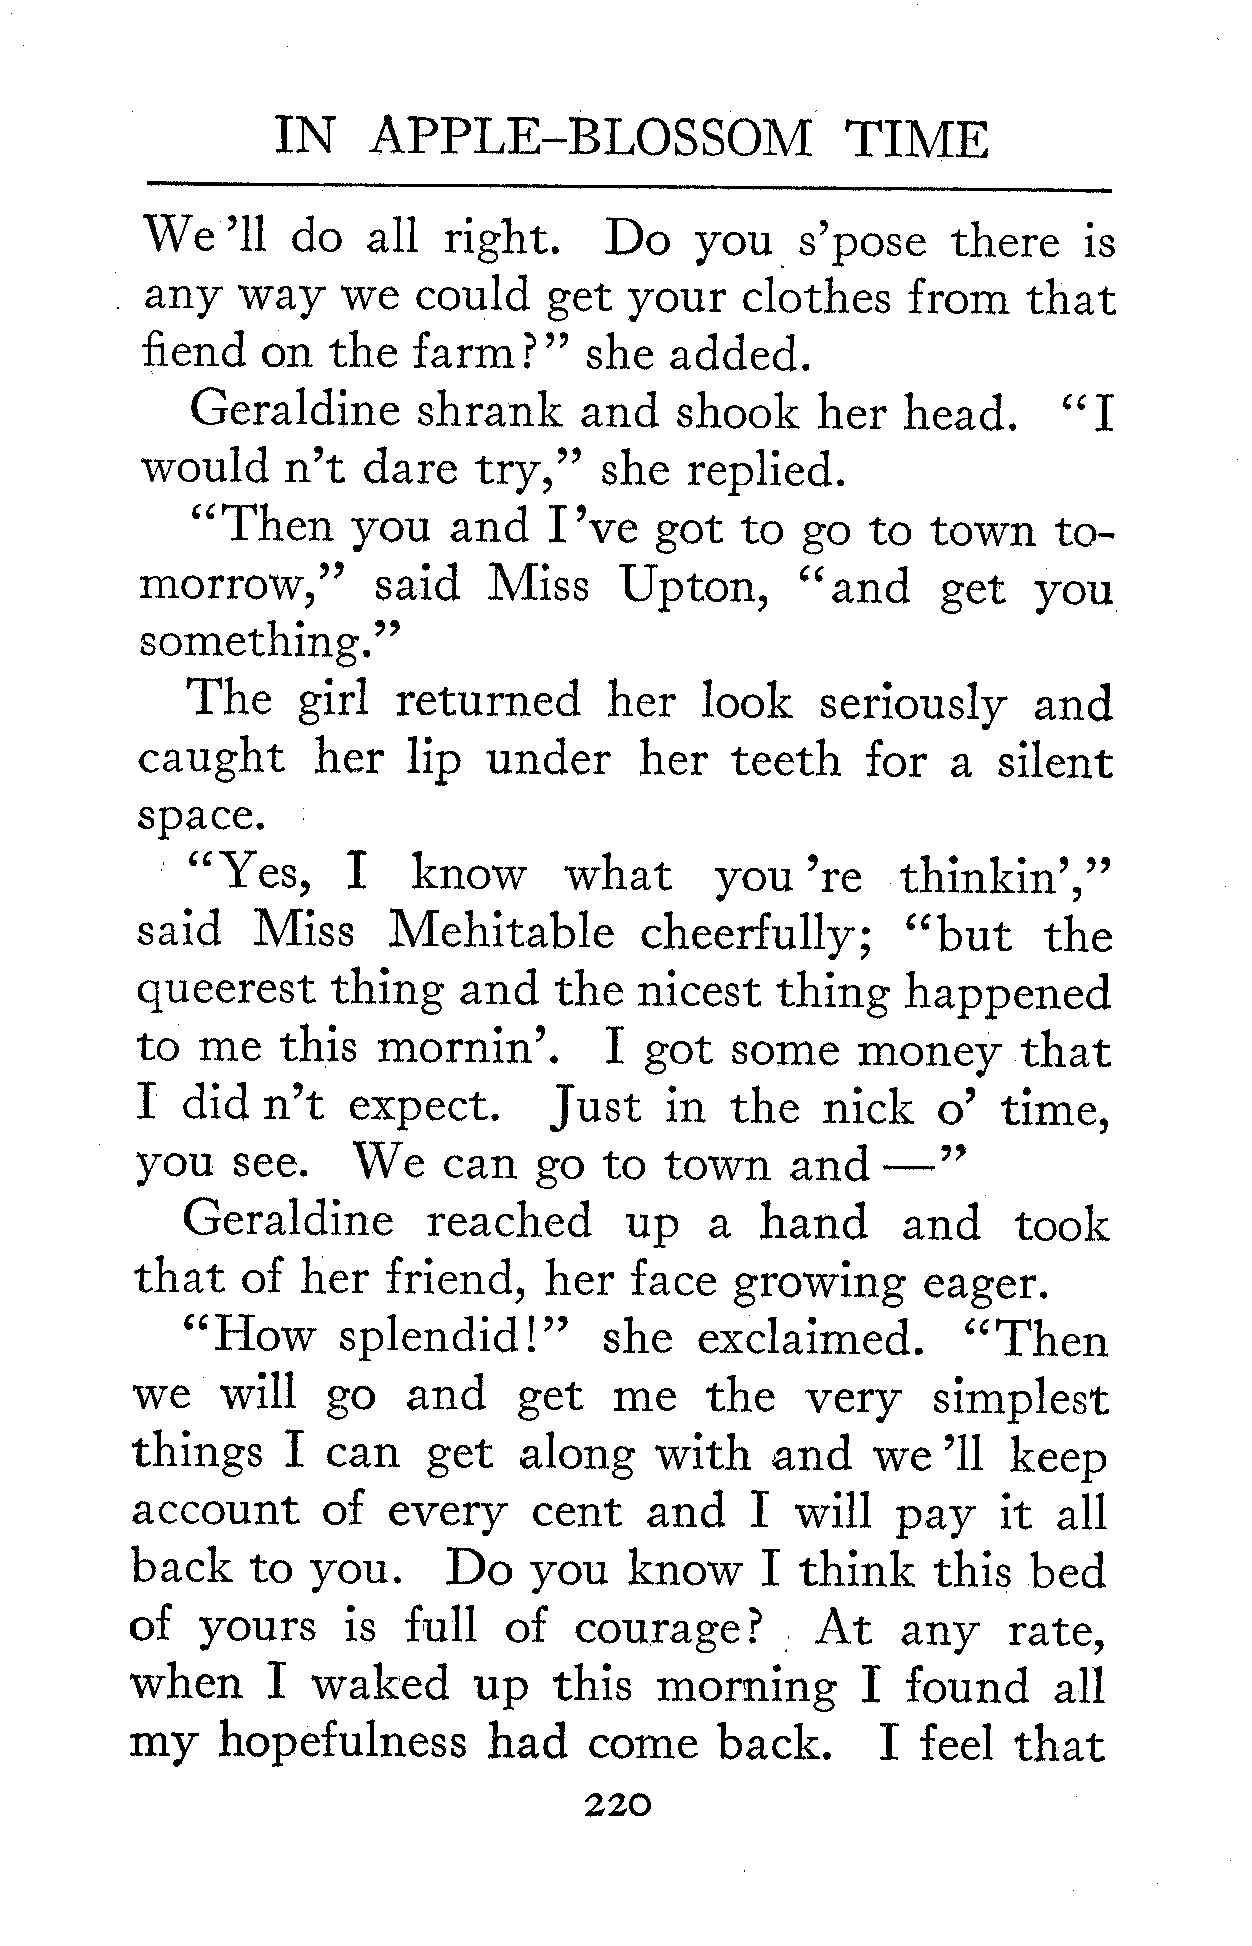 IN APPLE-BLOSSOM TIME
We 'll do all right. Do you s'pose there is
any way we could get your clothes from that
fiend on the farm?" she added.
Geraldine shrank and shook her head. "I
would n't dare try," she replied.
"Then you and I 've got to go to town to-
morrow," said Miss Upton, "and get you
something."
The girl returned her look seriously and
caught her lip under her teeth for a silent
space.
"Yes, I know what you 're thinkin',"
said Miss Mehitable cheerfully; "but the
queerest thing and the nicest thing happened
to me this mornin'. I got some money that
I did n't expect. Just in the nick o' time,
you see. We can go to town and —"
Geraldine reached up a hand and took
that of her friend, her face growing eager.
"How splendid!" she exclaimed. "Then
we will go and get me the very simplest
things I can get along with and we 'll keep
account of every cent and I will pay it all
back to you. Do you know I think this bed
of yours is full of courage? At any rate,
when I waked up this morning I found all
my hopefulness had come back. I feel that
220